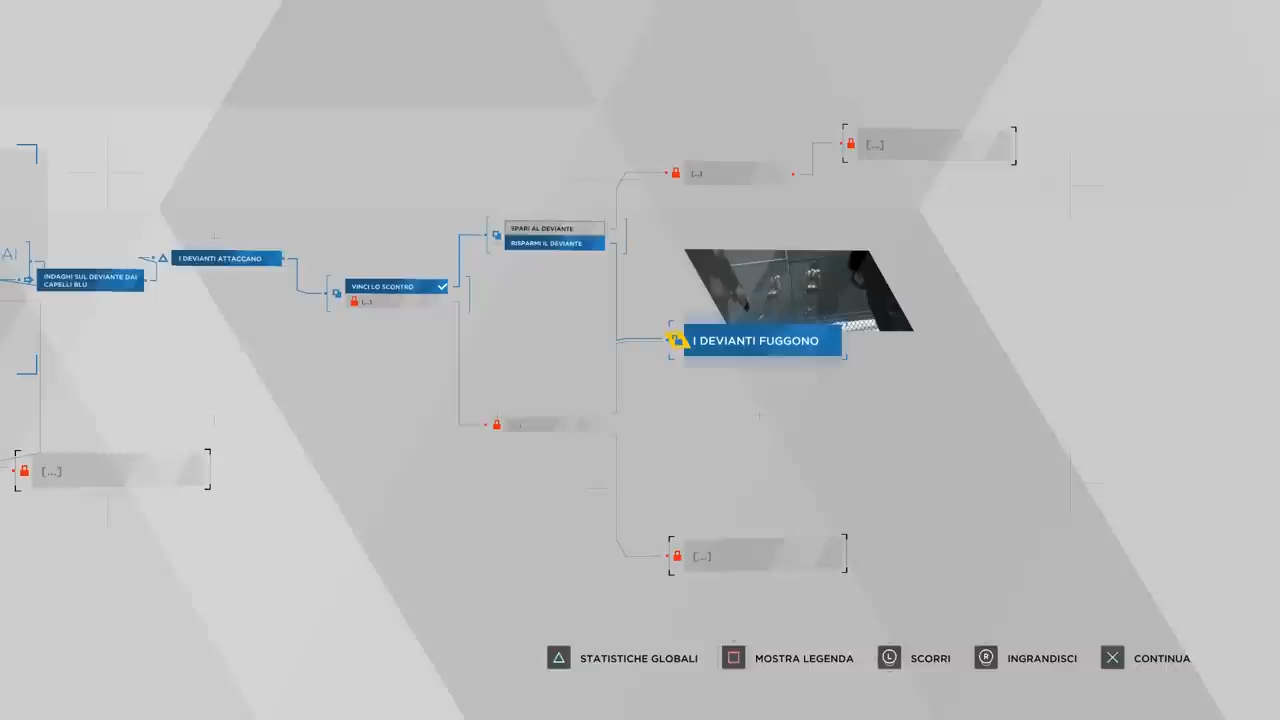 [...]
[...]
SPARI AL DEVIANTE
RISPARMI IL DEVIANTE
AI
I DEVIANTI ATTACCANO
INDAGHI SUL DEVIANTE DAI
CAPELLI BLU
VINCI LO SCONTRO
[...]
I DEVIANTI FUGGONO
[...]
[...]
STATISTICHE GLOBALI
MOSTRA LEGENDA
L
SCORRI
R
INGRANDISCI
CONTINUA